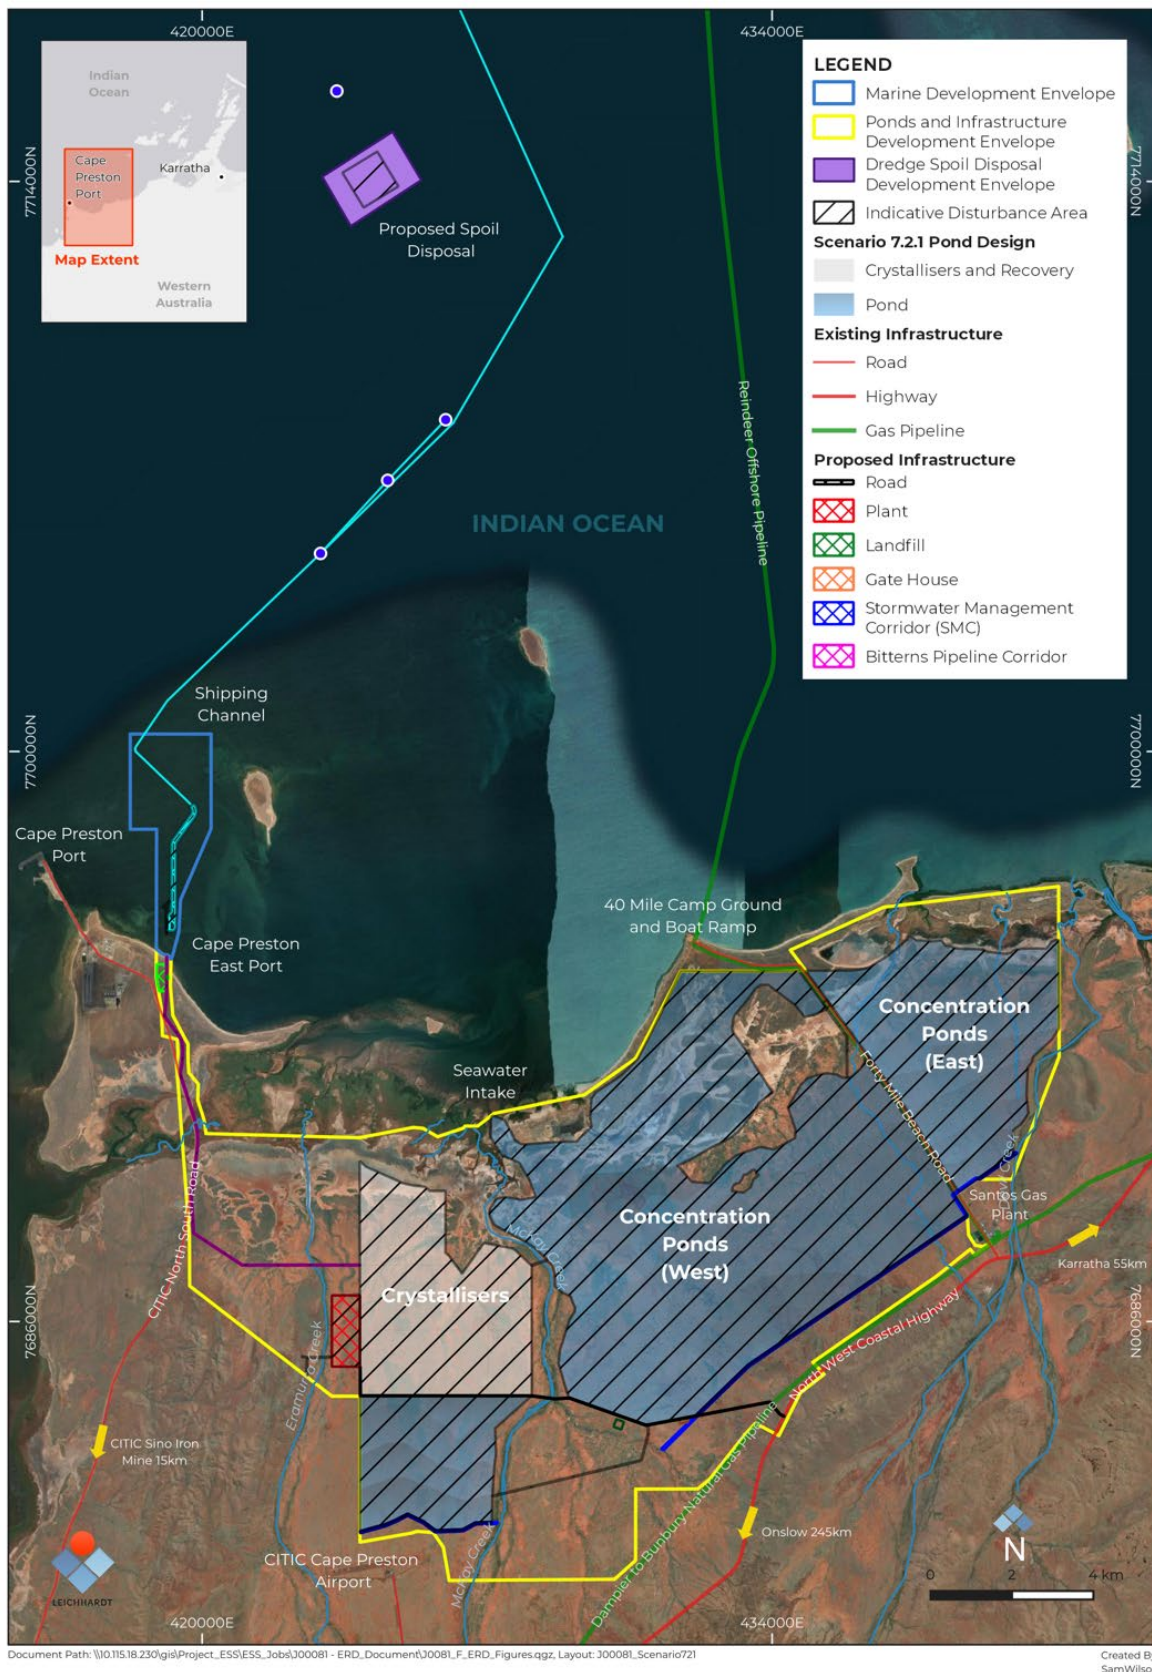 420000E
434000E
Indian
Ocean
Cape
Preston
Port
Karratha
Map Extent
Western
Australia
7714000N
7714000N
Proposed Spoil
Disposal
LEGEND
Marine Development Envelope
Ponds and Infrastructure
Development Envelope
Dredge Spoil Disposal
Development Envelope
Indicative Disturbance Area
Scenario 7.2.1 Pond Design
Crystallisers and Recovery
Pond
Existing Infrastructure
Road
Highway
Gas Pipeline
Proposed Infrastructure
Road
Plant
Landfill
Gate House
Stormwater Management
Corridor (SMC)
Bitterns Pipeline Corridor
Reindeer Offshore Pipeline
INDIAN OCEAN
Shipping
Channel
7700000N
7700000N
Cape Preston
Port
Cape Preston
East Port
40 Mile Camp Ground
and Boat Ramp
Concentration
Ponds
(East)
Seawater
Intake
Forty Mile Beach Road
Santos Gas
Plant
CITIC North South Road
McKay Creek
Concentration
Ponds
(West)
Karratha 55km
Crystallisers
7686000N
7686000N
Eramurra Creek
North West Coastal Highway
CITIC Sino Iron
Mine 15km
Dampier to Bunbury Natural Gas Pipeline
Onslow 245km
CITIC Cape Preston
Airport
McKay Creek
N
0 2 4 km
LEICHHARDT
420000E
434000E
Document Path: \\10.115.18.230\gis\Project_ESS\ESS_Jobs\J00081 - ERD_Document\J0081_F_ERD_Figures.qgz, Layout: J00081_Scenario721
Created By
SamWilso